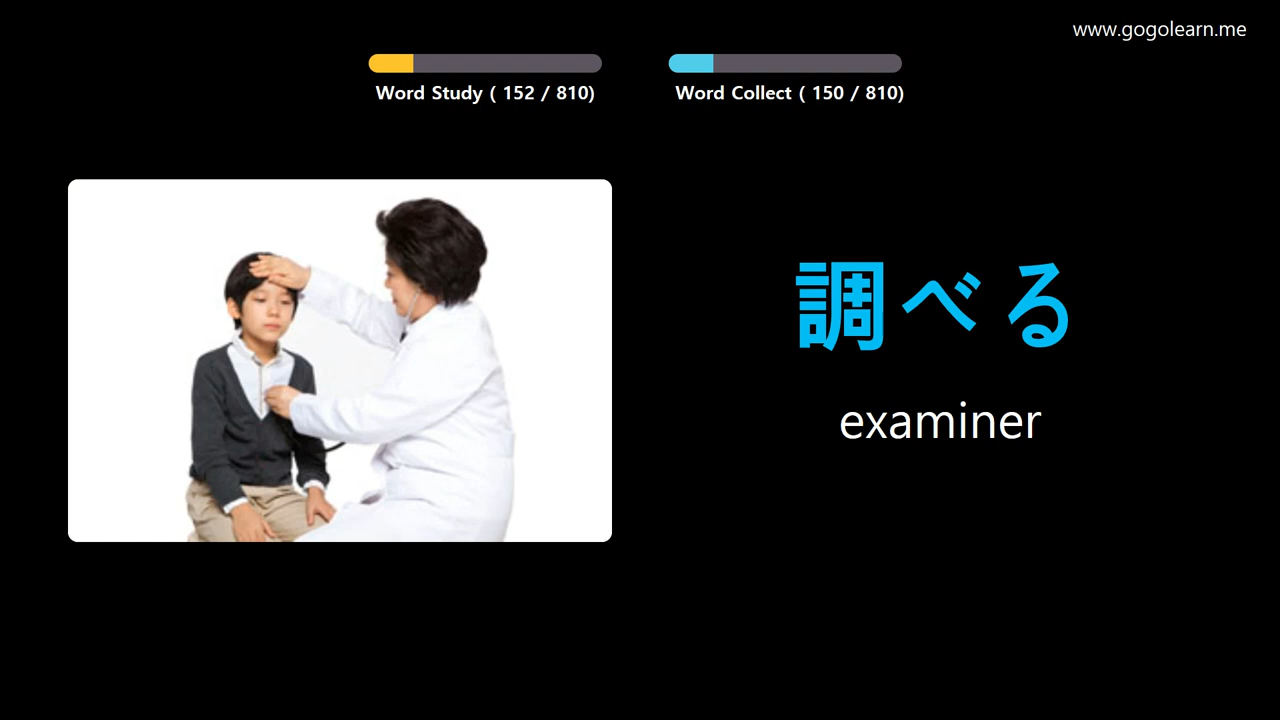 www.gogolearn.me
Word Study ( 152 / 810)
Word Collect ( 150 / 810)
調べる
examiner